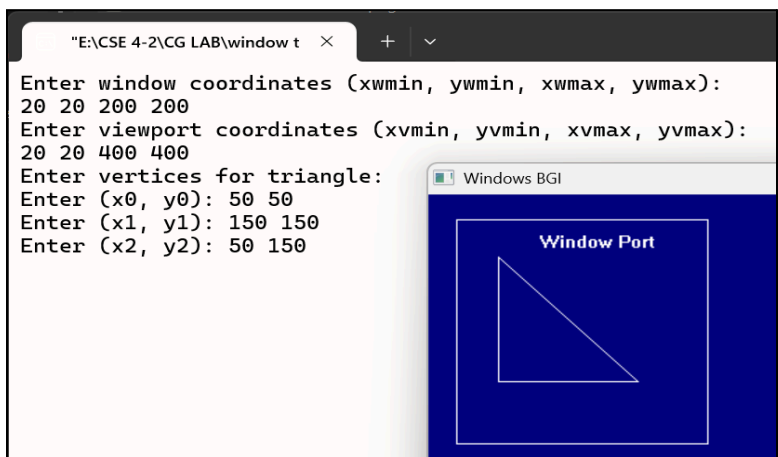 "E:\CSE 4-2\CG LAB\window t
Enter window coordinates (xwmin, ywmin, xwmax, ywmax):
20 20 200 200
Enter viewport coordinates (xvmin, yvmin, xvmax, yvmax):
20 20 400 400
Enter vertices for triangle:
Enter (x0, y0): 50 50
Enter (x1, y1): 150 150
Enter (x2, y2): 50 150
Windows BGI
Window Port